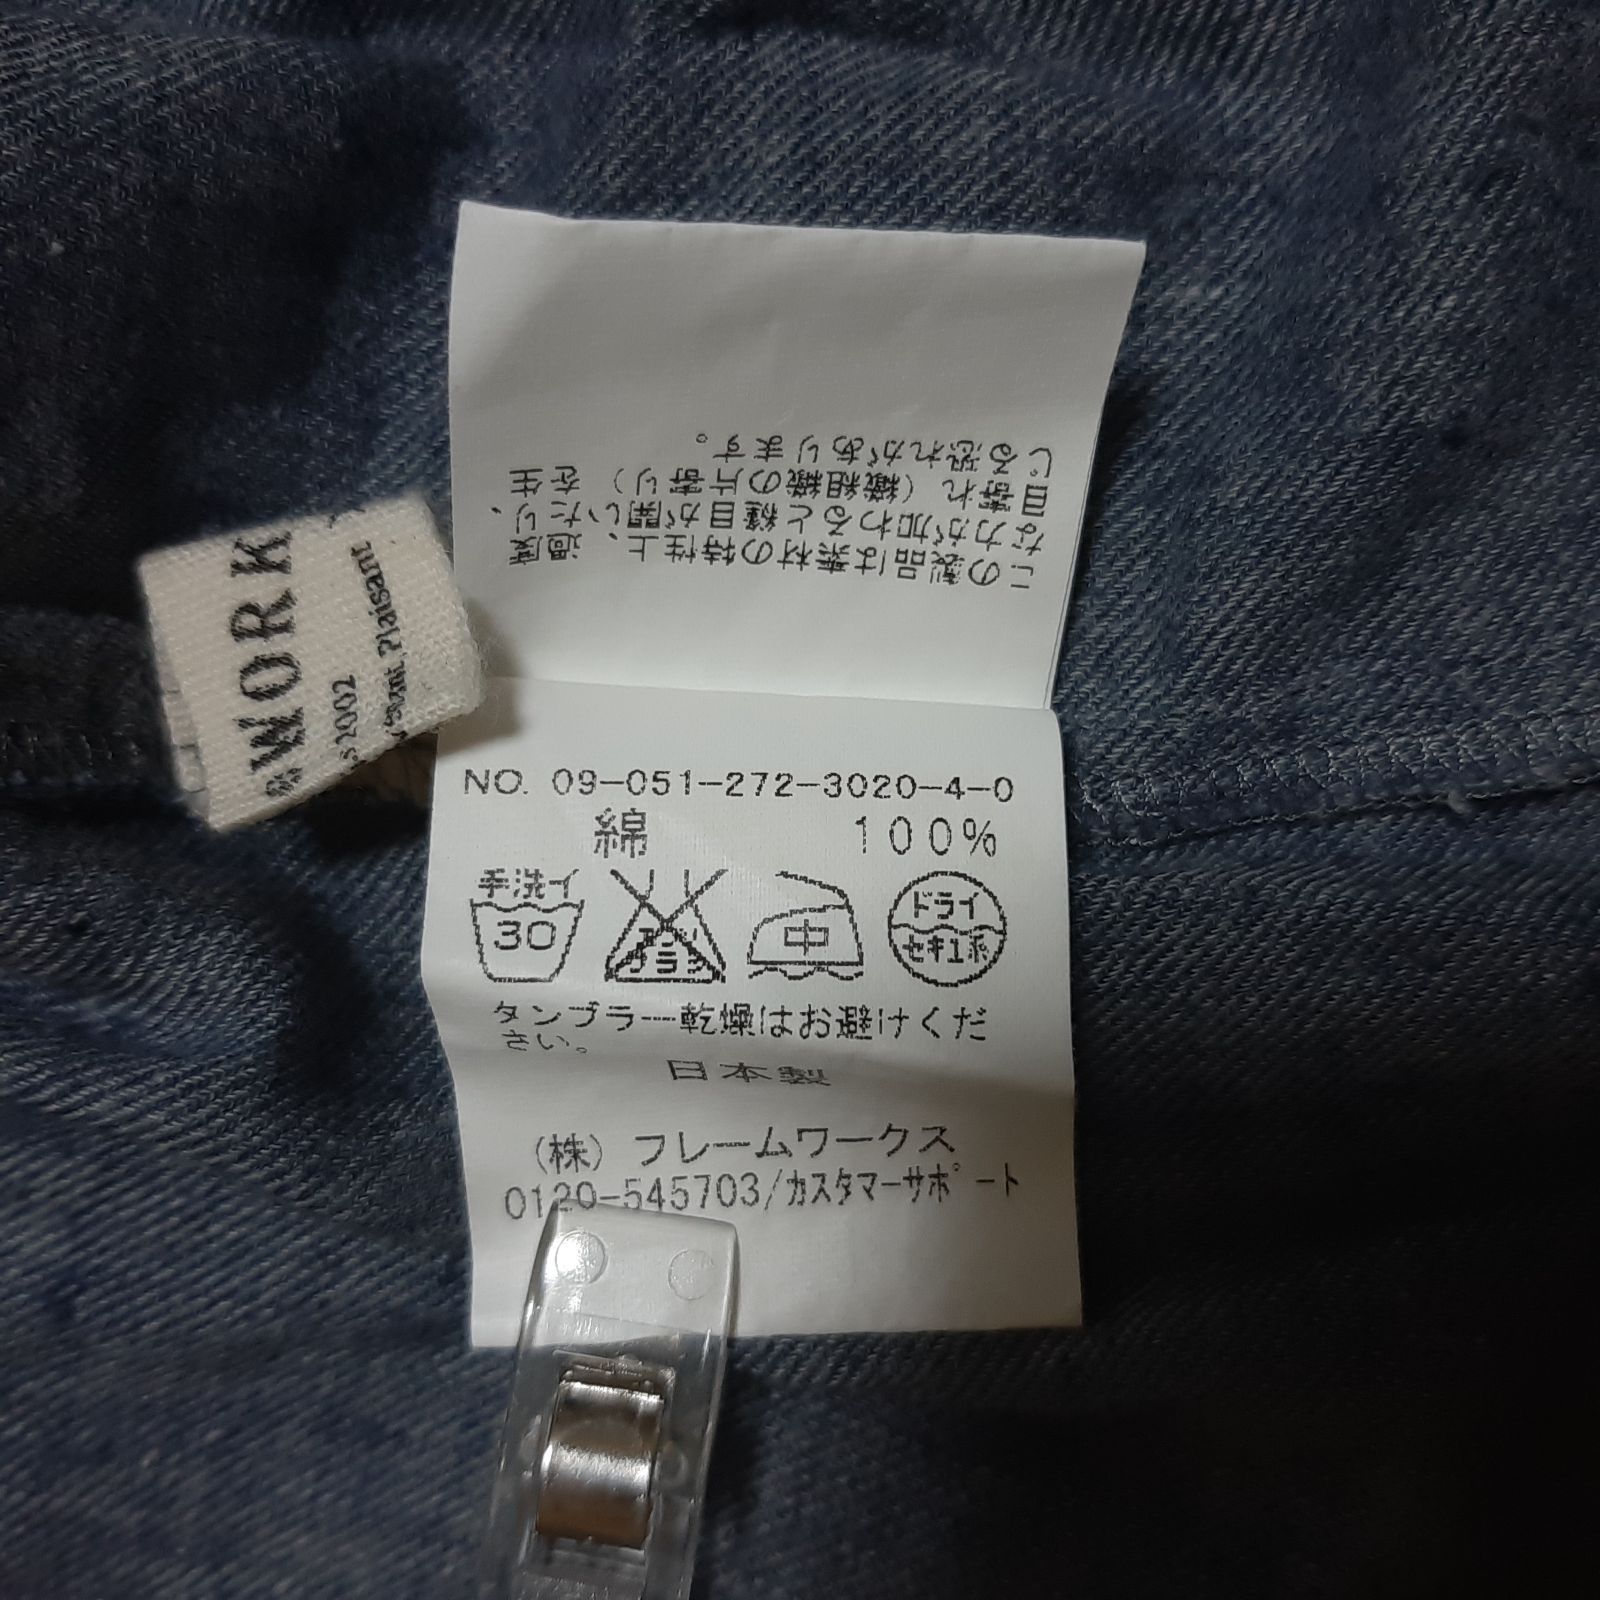 この製品は素材の特性上、過度
な力が加わると縫目が開いたり、
目寄れ（織組織の片寄り）を生
じる恐れがあります。
WORK
s2002
Plaisant
NO. 09-051-272-3020-4-0
綿 100%
手洗イ
30
中
ドライ
セキユ系
タンブラー乾燥はお避けくだ
さい。
日本製
(株) フレームワークス
0120-545703/カスタマーサポート